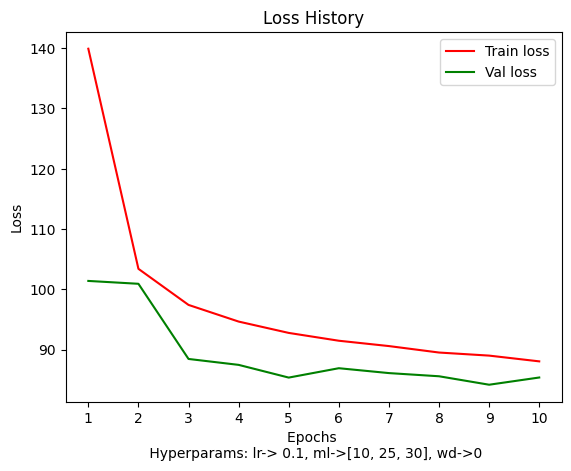 Loss History
Train loss
Val loss
Loss
140
130
120
110
100
90
1 2 3 4 5 6 7 8 9 10
Epochs
Hyperparams: lr-> 0.1, ml->[10, 25, 30], wd->0